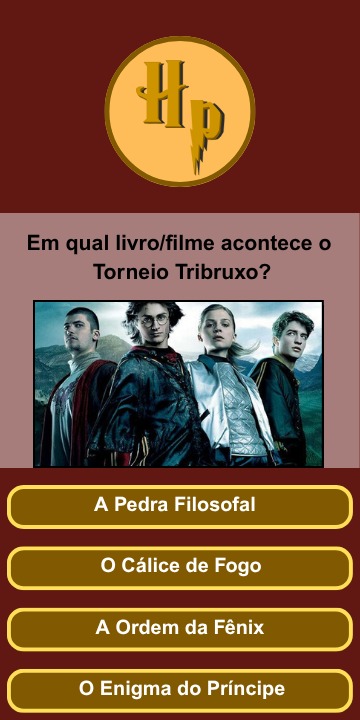 HP
Em qual livro/filme acontece o
Torneio Tribruxo?
A Pedra Filosofal
O Cálice de Fogo
A Ordem da Fênix
O Enigma do Príncipe